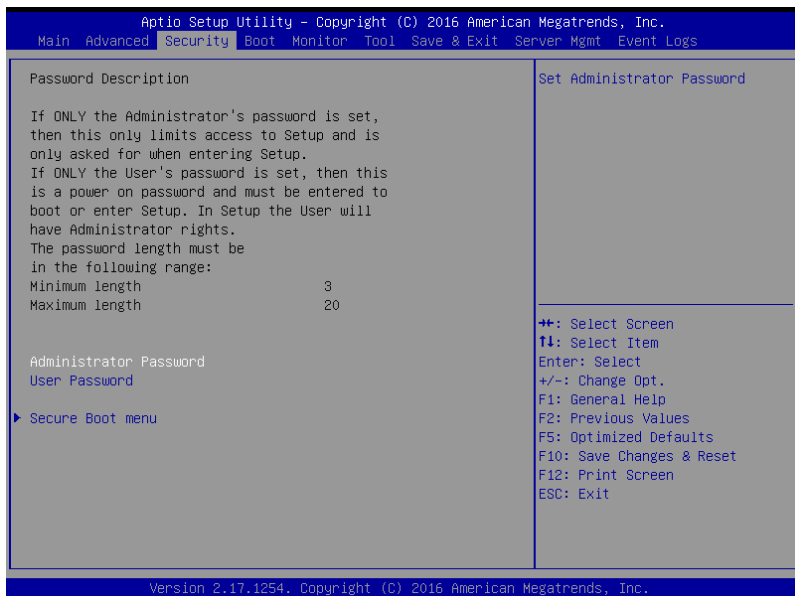 Aptio Setup Utility – Copyright (C) 2016 American Megatrends, Inc.
Main Advanced Security Boot Monitor Tool Save & Exit Server Mgmt Event Logs
Password Description
If ONLY the Administrator's password is set,
then this only limits access to Setup and is
only asked for when entering Setup.
If ONLY the User's password is set, then this
is a power on password and must be entered to
boot or enter Setup. In Setup the User will
have Administrator rights.
The password length must be
in the following range:
Minimum length 3
Maximum length 20
Administrator Password
User Password
Secure Boot menu
Set Administrator Password
→←: Select Screen
↑↓: Select Item
Enter: Select
+/-: Change Opt.
F1: General Help
F2: Previous Values
F5: Optimized Defaults
F10: Save Changes & Reset
F12: Print Screen
ESC: Exit
Version 2.17.1254. Copyright (C) 2016 American Megatrends, Inc.